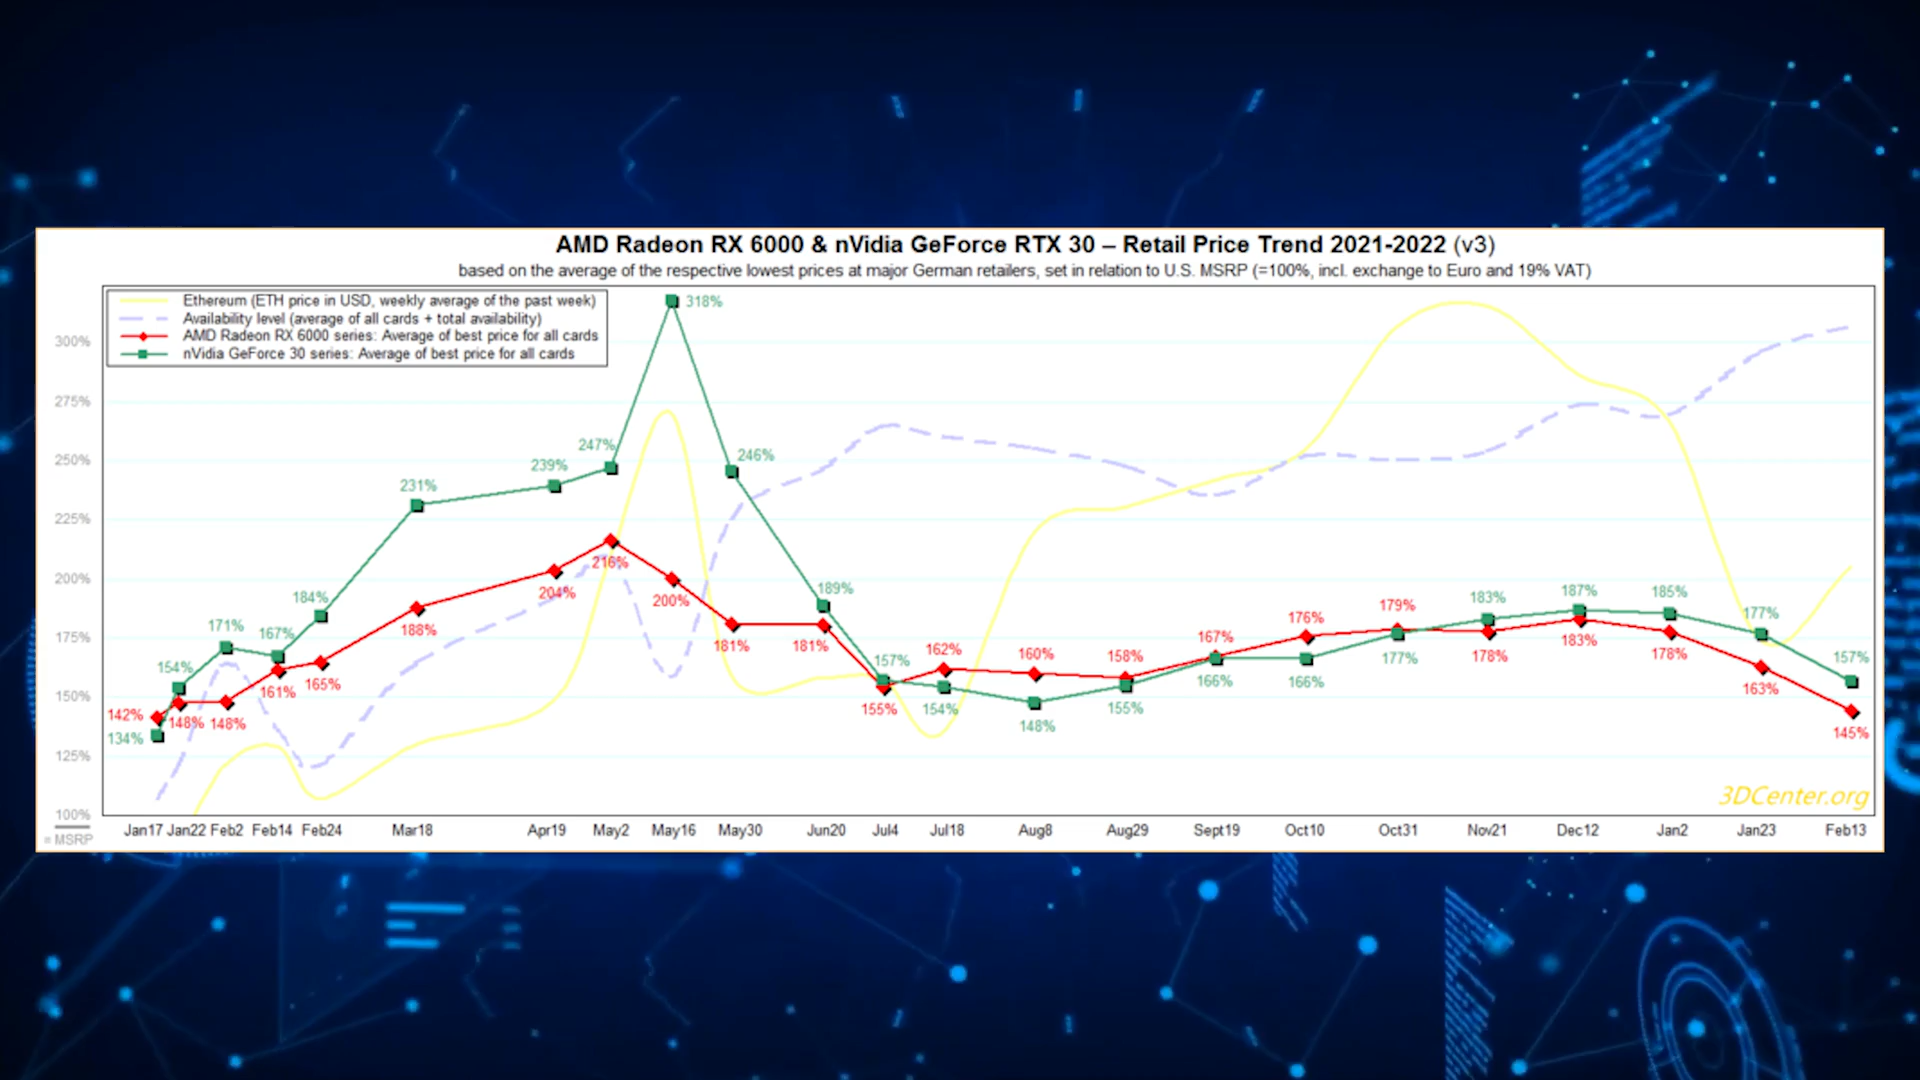 AMD Radeon RX 6000 & nVidia GeForce RTX 30 – Retail Price Trend 2021-2022 (v3)
based on the average of the respective lowest prices at major German retailers, set in relation to U.S. MSRP (=100%, incl. exchange to Euro and 19% VAT)
Ethereum (ETH price in USD, weekly average of the past week)
Availability level (average of all cards + total availability)
AMD Radeon RX 6000 series: Average of best price for all cards
nVidia GeForce 30 series: Average of best price for all cards
300%
275%
250%
225%
200%
175%
150%
125%
100%
= MSRP
134% 154% 171% 167% 184% 231% 239% 247% 318% 246% 189% 157% 154% 148% 155% 166% 166% 177% 183% 187% 185% 177% 157%
142% 148% 148% 161% 165% 188% 204% 216% 200% 181% 181% 155% 162% 160% 158% 167% 176% 179% 178% 183% 178% 163% 145%
3DCenter.org
Jan17 Jan22 Feb2 Feb14 Feb24 Mar18 Apr19 May2 May16 May30 Jun20 Jul4 Jul18 Aug8 Aug29 Sept19 Oct10 Oct31 Nov21 Dec12 Jan2 Jan23 Feb13